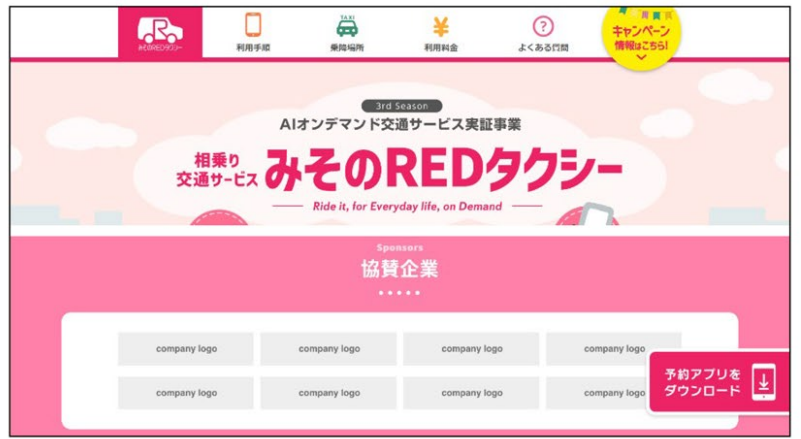 R
みそのREDタクシー
利用手順
TAXI
乗降場所
¥
利用料金
?
よくある質問
キャンペーン
情報はこちら!
3rd Season
AIオンデマンド交通サービス実証事業
相乗り
交通サービス
みそのREDタクシー
Ride it, for Everyday life, on Demand
Sponsors
協賛企業
company logo
company logo
company logo
company logo
company logo
company logo
company logo
company logo
予約アプリを
ダウンロード